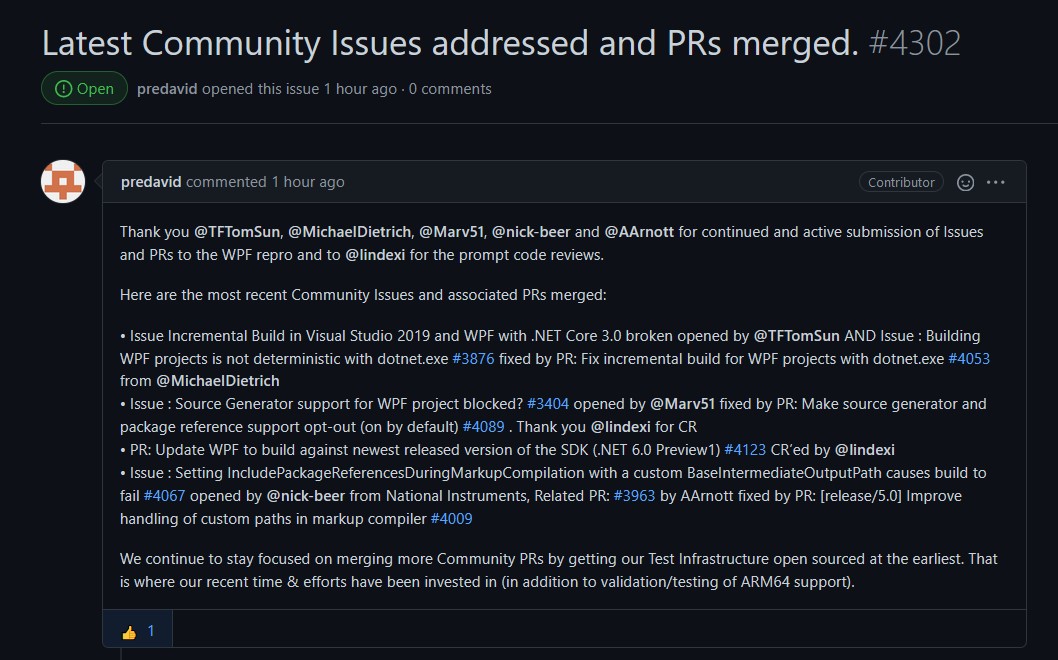 Latest Community Issues addressed and PRs merged. #4302
Open predavid opened this issue 1 hour ago · 0 comments
predavid commented 1 hour ago Contributor
Thank you @TFTomSun, @MichaelDietrich, @Marv51, @nick-beer and @AArnott for continued and active submission of Issues
and PRs to the WPF repro and to @lindexi for the prompt code reviews.
Here are the most recent Community Issues and associated PRs merged:
• Issue Incremental Build in Visual Studio 2019 and WPF with .NET Core 3.0 broken opened by @TFTomSun AND Issue : Building
WPF projects is not deterministic with dotnet.exe #3876 fixed by PR: Fix incremental build for WPF projects with dotnet.exe #4053
from @MichaelDietrich
• Issue : Source Generator support for WPF project blocked? #3404 opened by @Marv51 fixed by PR: Make source generator and
package reference support opt-out (on by default) #4089 . Thank you @lindexi for CR
• PR: Update WPF to build against newest released version of the SDK (.NET 6.0 Preview1) #4123 CR'ed by @lindexi
• Issue : Setting IncludePackageReferencesDuringMarkupCompilation with a custom BaseIntermediateOutputPath causes build to
fail #4067 opened by @nick-beer from National Instruments, Related PR: #3963 by AArnott fixed by PR: [release/5.0] Improve
handling of custom paths in markup compiler #4009
We continue to stay focused on merging more Community PRs by getting our Test Infrastructure open sourced at the earliest. That
is where our recent time & efforts have been invested in (in addition to validation/testing of ARM64 support).
👍 1